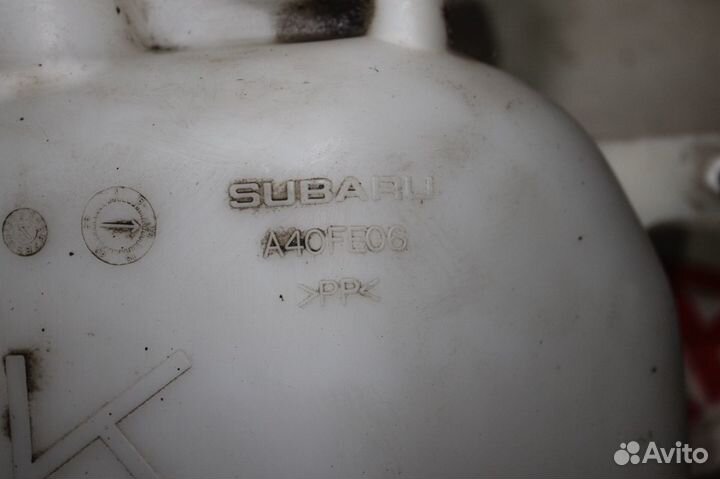 SUBARU
A40FE06
>PP<
K
Avito